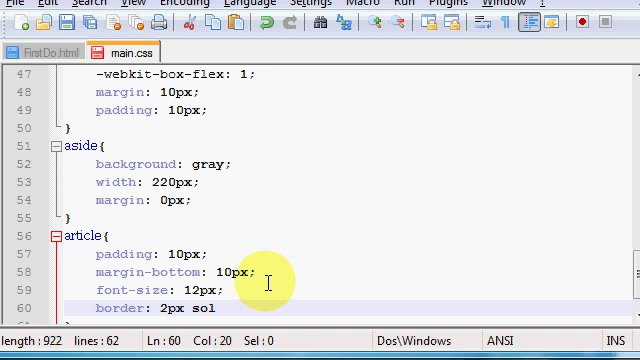 File Edit Search View Encoding Language Settings Macro Run Plugins Window ?
FirstDo.html main.css
47 -webkit-box-flex: 1;
48 margin: 10px;
49 padding: 10px;
50 }
51 aside{
52 background: gray;
53 width: 220px;
54 margin: 0px;
55 }
56 article{
57 padding: 10px;
58 margin-bottom: 10px;
59 font-size: 12px;
60 border: 2px sol
61 }
length : 922 lines : 62 Ln : 60 Col : 20 Sel : 0 Dos\Windows ANSI INS